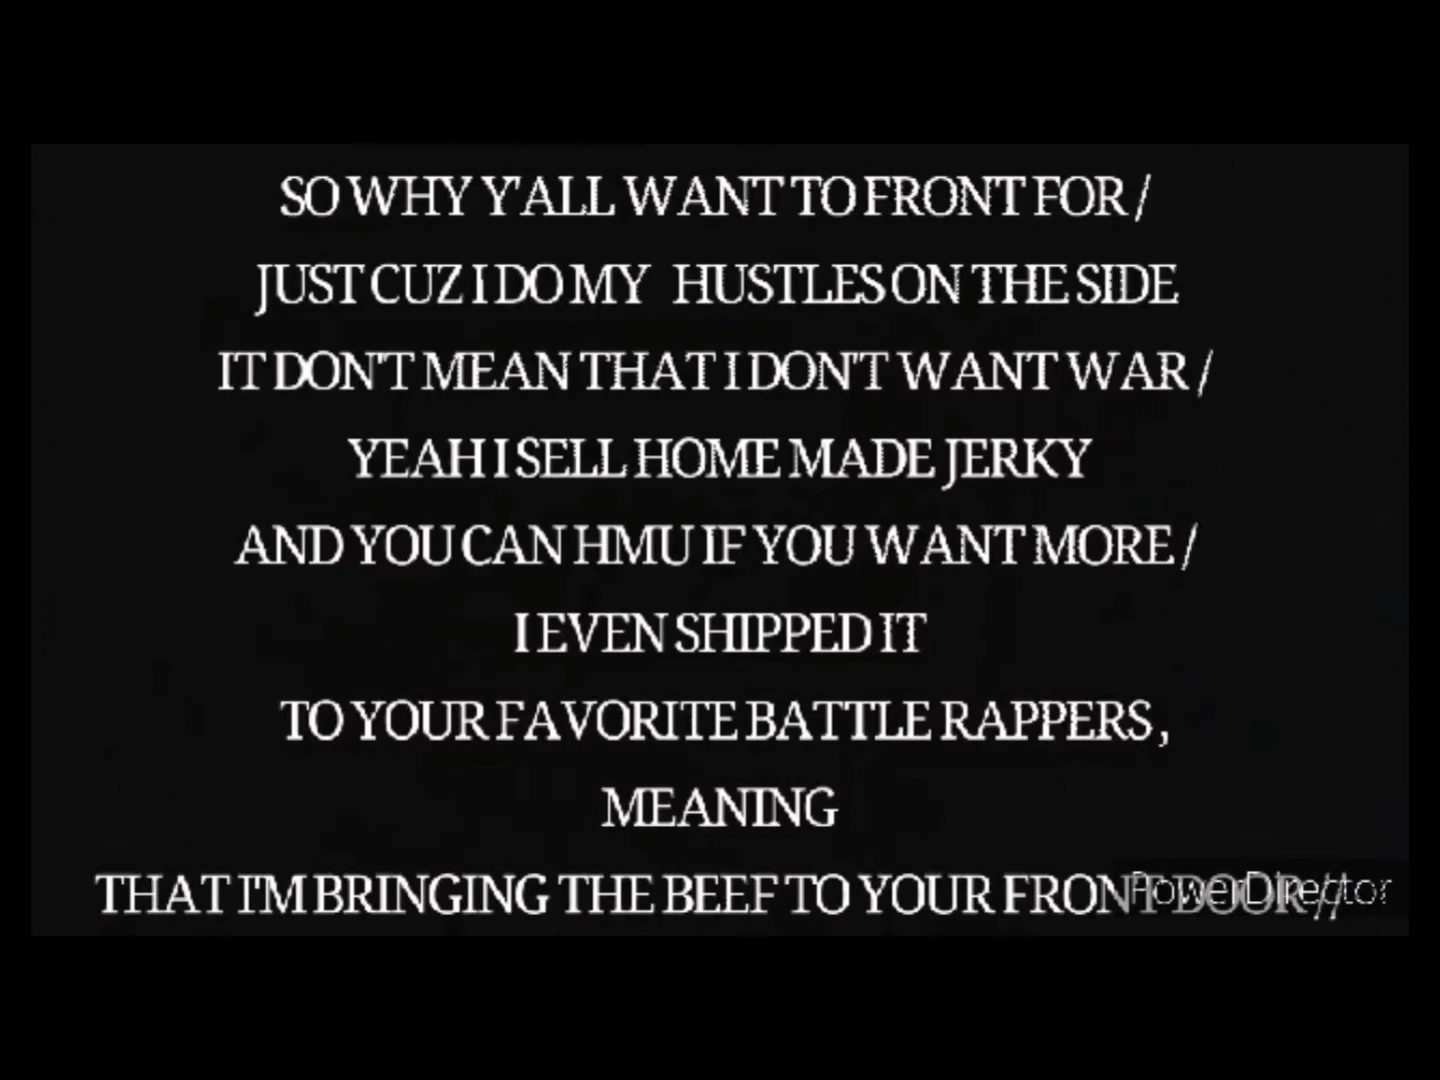 SO WHY Y'ALL WANT TO FRONT FOR /
JUST CUZ I DO MY HUSTLES ON THE SIDE
IT DON'T MEAN THAT I DON'T WANT WAR /
YEAH I SELL HOME MADE JERKY
AND YOU CAN HMU IF YOU WANT MORE /
I EVEN SHIPPED IT
TO YOUR FAVORITE BATTLE RAPPERS ,
MEANING
THAT I'M BRINGING THE BEEF TO YOUR FRONT DOOR //
PowerDirector